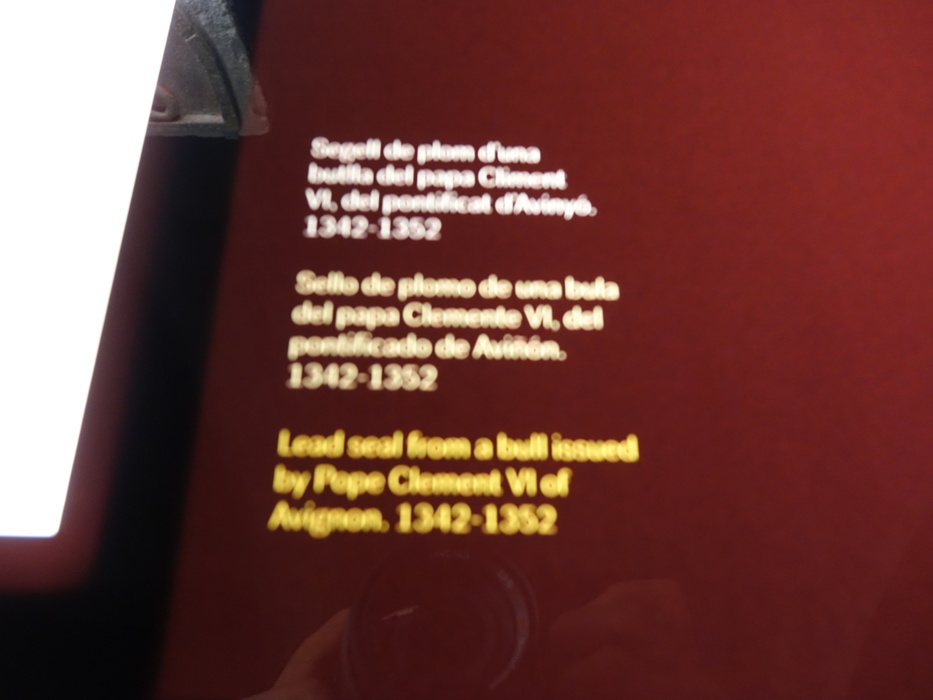 Segell de plom d'una
butlla del papa Climent
VI, del pontificat d'Avinyó.
1342-1352
Sello de plomo de una bula
del papa Clemente VI, del
pontificado de Aviñón.
1342-1352
Lead seal from a bull issued
by Pope Clement VI of
Avignon. 1342-1352